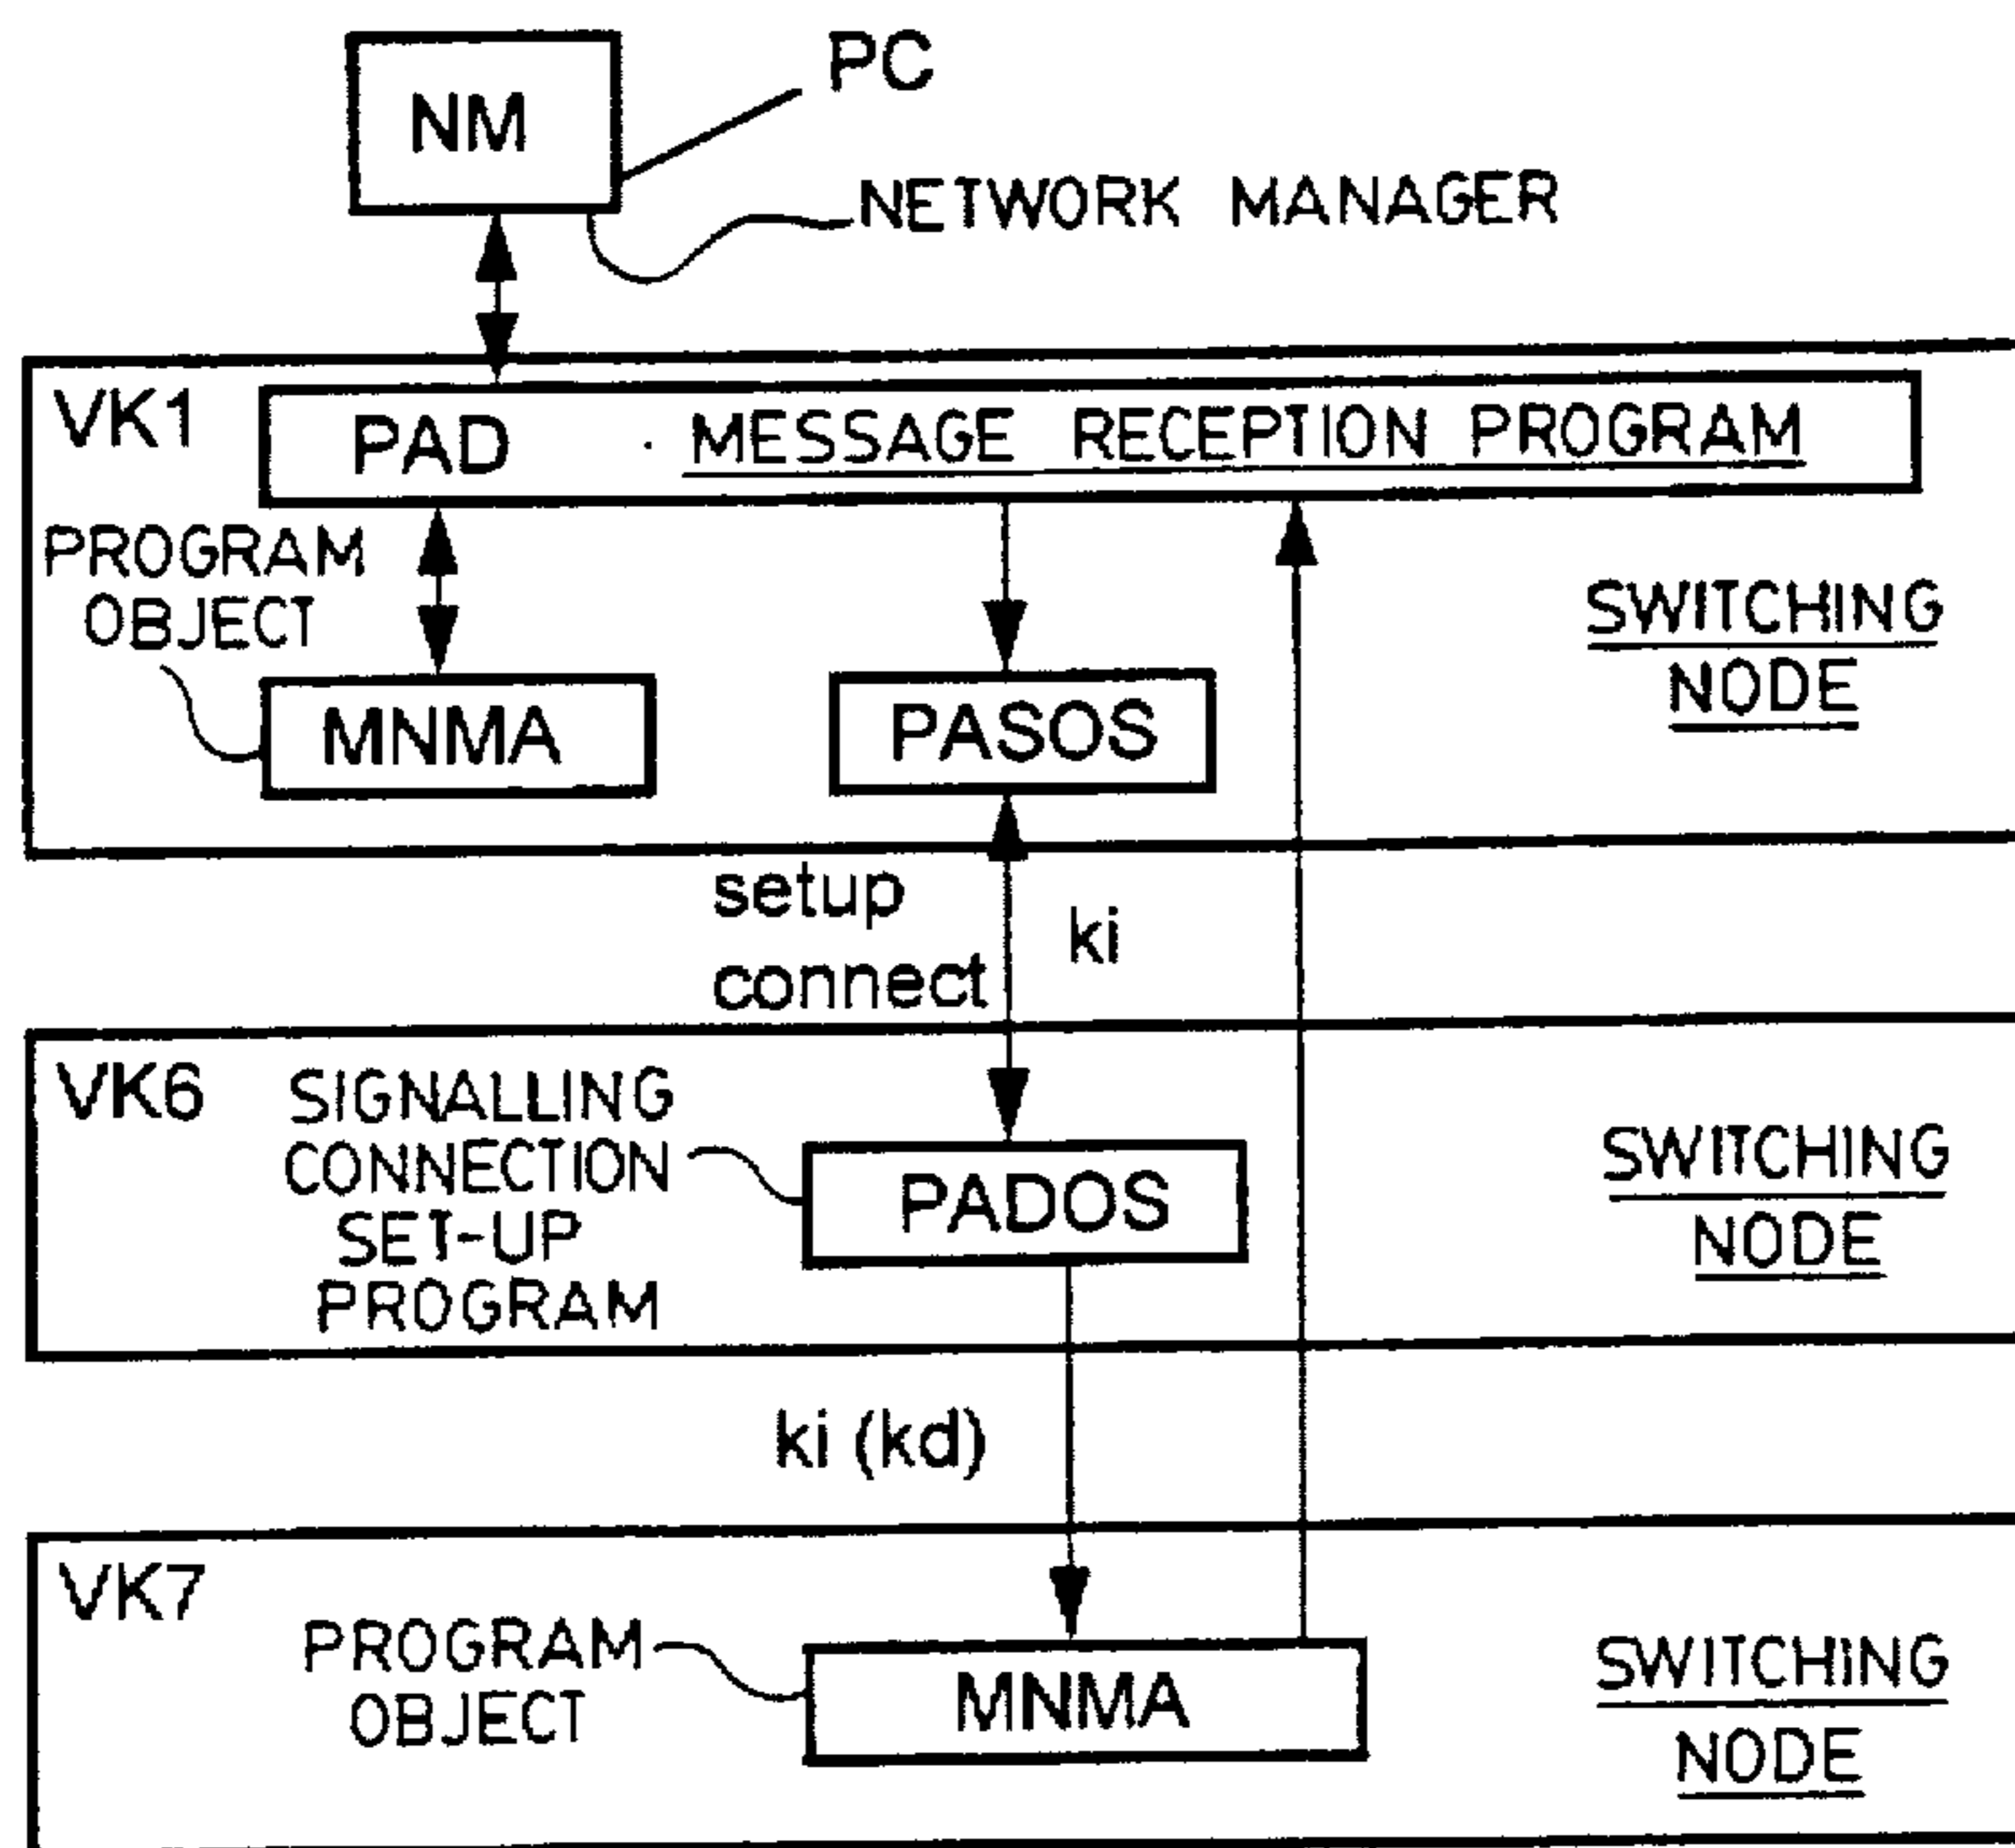 NM
PC
NETWORK MANAGER
VK1
PAD MESSAGE RECEPTION PROGRAM
PROGRAM
OBJECT
SWITCHING
NODE
MNMA
PASOS
setup
connect
ki
VK6
SIGNALLING
CONNECTION
SET-UP
PROGRAM
PADOS
SWITCHING
NODE
ki (kd)
VK7
PROGRAM
OBJECT
MNMA
SWITCHING
NODE